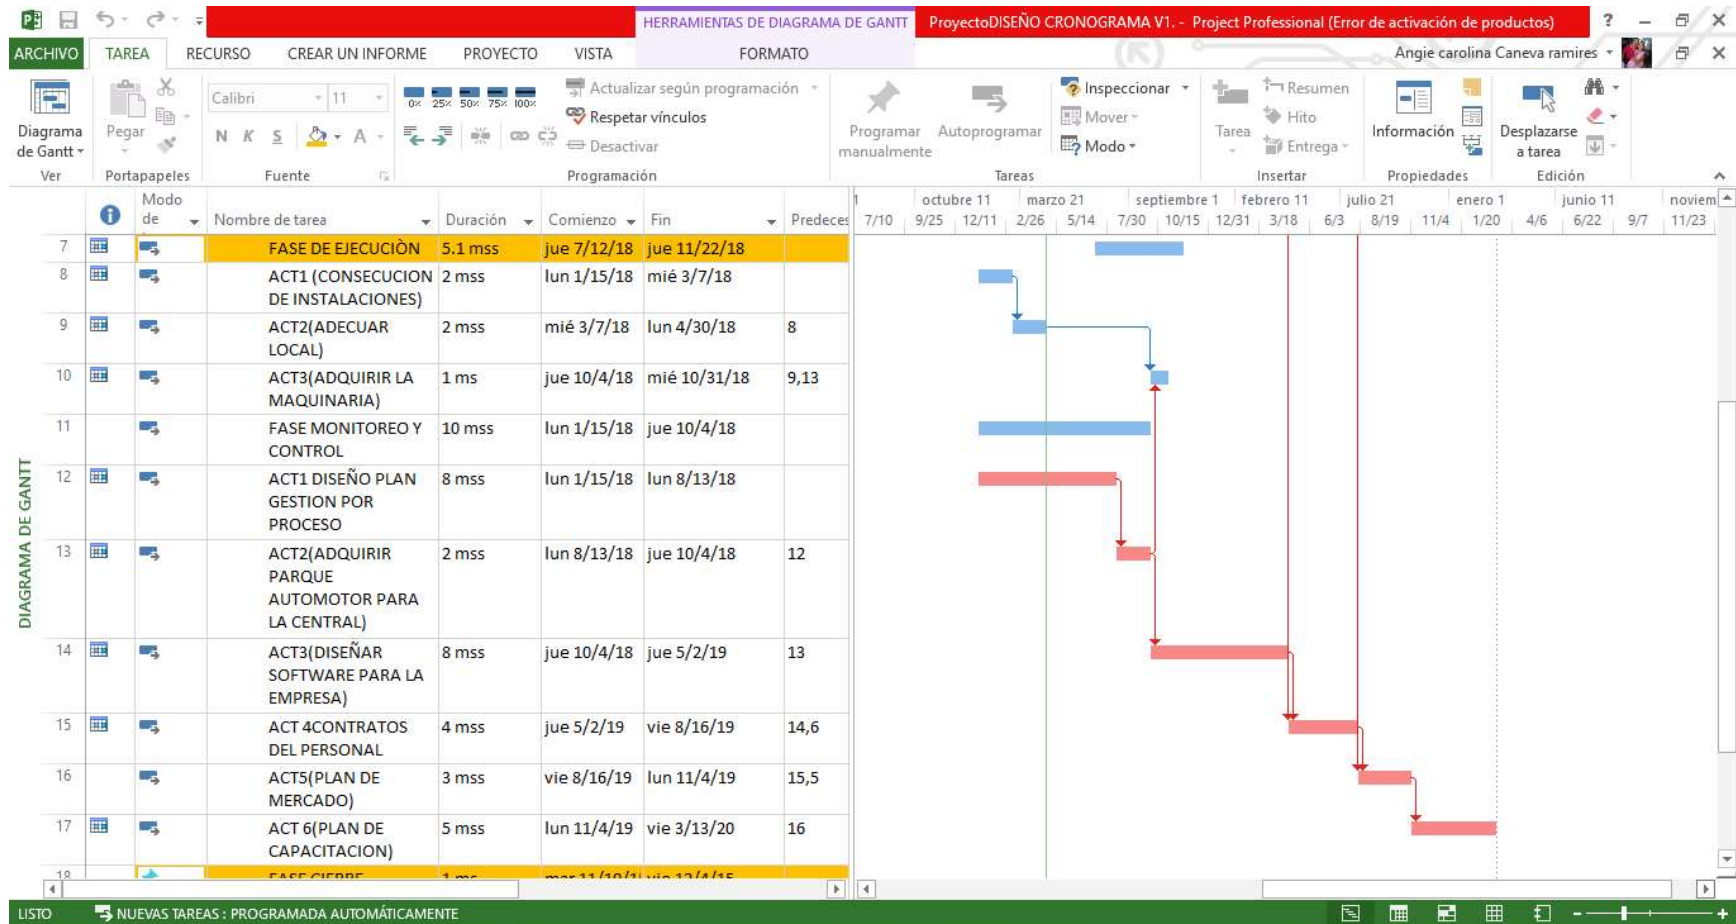 HERRAMIENTAS DE DIAGRAMA DE GANTT
ProyectoDISEÑO CRONOGRAMA V1. - Project Professional (Error de activación de productos)
ARCHIVO TAREA RECURSO CREAR UN INFORME PROYECTO VISTA FORMATO
Angie carolina Caneva ramires
Diagrama
de Gantt
Ver
Pegar
Portapapeles
Calibri 11
N K S A
Fuente
0% 25% 50% 75% 100%
Actualizar según programación
Respetar vínculos
Desactivar
Programación
Programar
manualmente
Autoprogramar
Inspeccionar
Mover
Modo
Tareas
Tarea
Resumen
Hito
Entrega
Insertar
Información
Propiedades
Desplazarse
a tarea
Edición
Modo
de
Nombre de tarea Duración Comienzo Fin Predeces
1 octubre 11 marzo 21 septiembre 1 febrero 11 julio 21 enero 1 junio 11 noviem
7/10 9/25 12/11 2/26 5/14 7/30 10/15 12/31 3/18 6/3 8/19 11/4 1/20 4/6 6/22 9/7 11/23
7 FASE DE EJECUCIÒN 5.1 mss jue 7/12/18 jue 11/22/18
8 ACT1 (CONSECUCION 2 mss lun 1/15/18 mié 3/7/18
DE INSTALACIONES)
9 ACT2(ADECUAR 2 mss mié 3/7/18 lun 4/30/18 8
LOCAL)
10 ACT3(ADQUIRIR LA 1 ms jue 10/4/18 mié 10/31/18 9,13
MAQUINARIA)
11 FASE MONITOREO Y 10 mss lun 1/15/18 jue 10/4/18
CONTROL
12 ACT1 DISEÑO PLAN 8 mss lun 1/15/18 lun 8/13/18
GESTION POR
PROCESO
13 ACT2(ADQUIRIR 2 mss lun 8/13/18 jue 10/4/18 12
PARQUE
AUTOMOTOR PARA
LA CENTRAL)
14 ACT3(DISEÑAR 8 mss jue 10/4/18 jue 5/2/19 13
SOFTWARE PARA LA
EMPRESA)
15 ACT 4CONTRATOS 4 mss jue 5/2/19 vie 8/16/19 14,6
DEL PERSONAL
16 ACT5(PLAN DE 3 mss vie 8/16/19 lun 11/4/19 15,5
MERCADO)
17 ACT 6(PLAN DE 5 mss lun 11/4/19 vie 3/13/20 16
CAPACITACION)
18 FASE CIERRE 1 ms
DIAGRAMA DE GANTT
LISTO NUEVAS TAREAS : PROGRAMADA AUTOMÁTICAMENTE